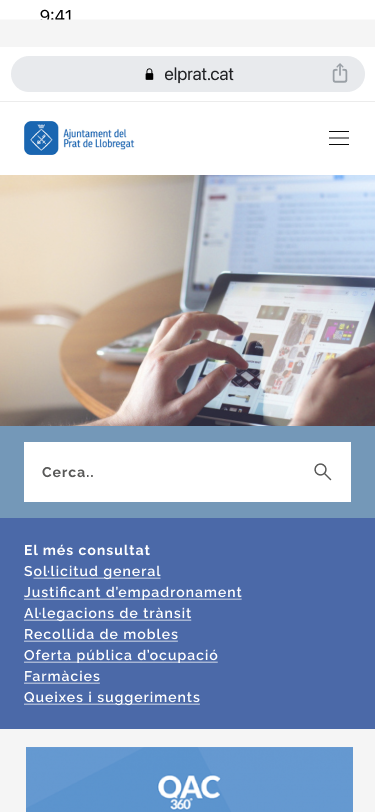 9:41
elprat.cat
Ajuntament del
Prat de Llobregat
Cerca..
El més consultat
Sol·licitud general
Justificant d'empadronament
Al·legacions de trànsit
Recollida de mobles
Oferta pública d'ocupació
Farmàcies
Queixes i suggeriments
OAC
360°